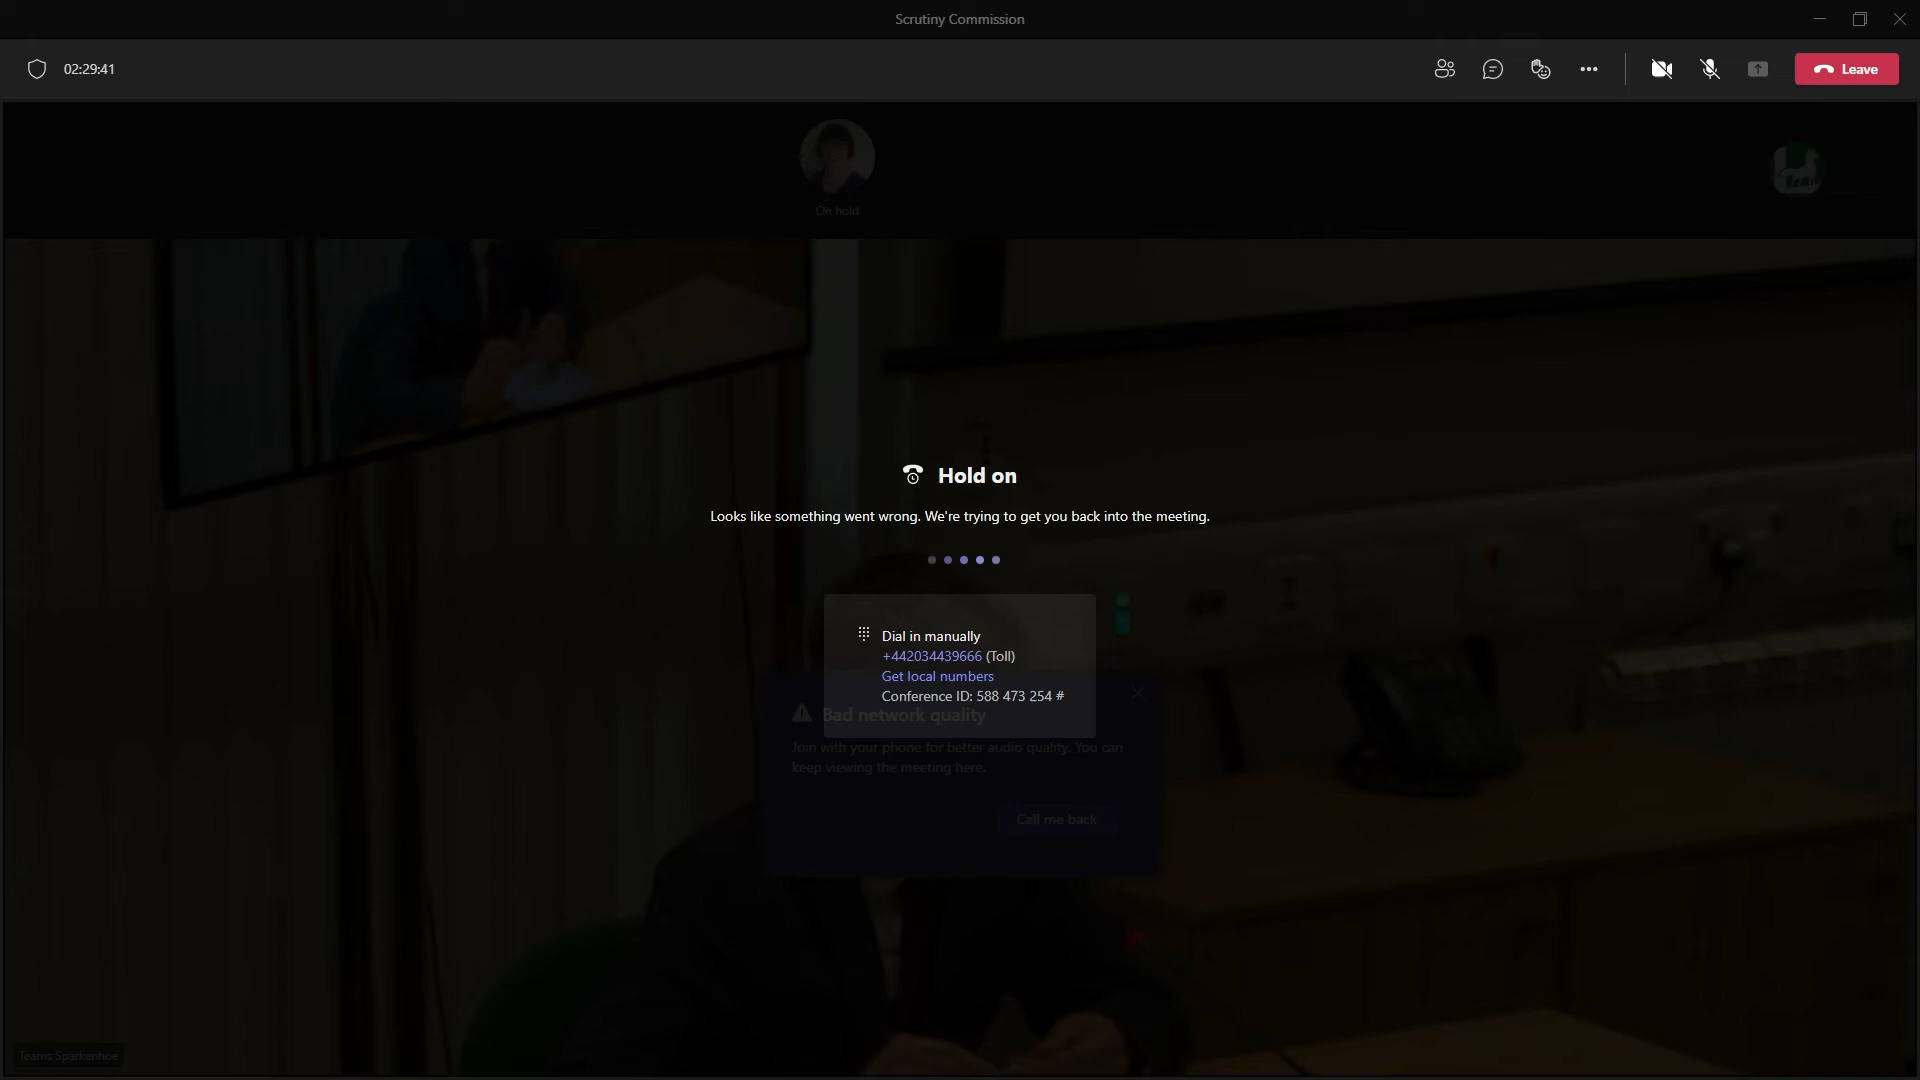 Scrutiny Commission
02:29:41
Leave
On hold
Hold on
Looks like something went wrong. We're trying to get you back into the meeting.
Dial in manually
+442034439666 (Toll)
Get local numbers
Conference ID: 588 473 254 #
Bad network quality
Join with your phone for better audio quality. You can
keep viewing the meeting here.
Call me back
Teams Sparkenhoe